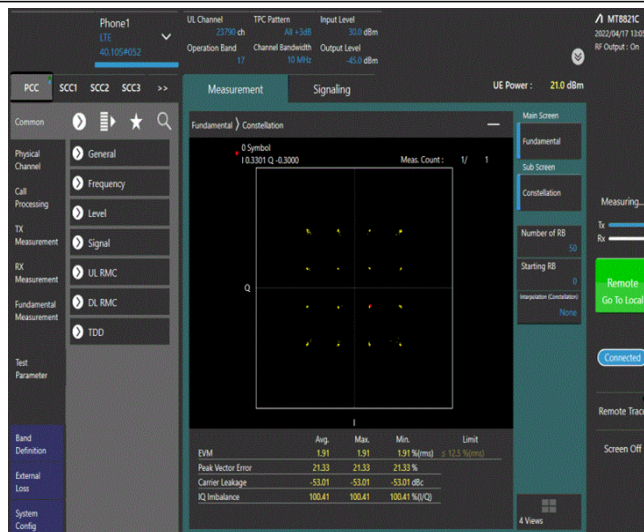 Phone1
LTE
40.10S#052
UL Channel
23790 ch
TPC Pattern
All +3dB
Input Level
30.0 dBm
Operation Band
17
Channel Bandwidth
10 MHz
Output Level
-45.0 dBm
MT8821C
2022/04/17 13:05
RF Output : On
PCC SCC1 SCC2 SCC3 >>
Measurement
Signaling
UE Power : 21.0 dBm
Common
Physical
Channel
Call
Processing
TX
Measurement
RX
Measurement
Fundamental
Measurement
Test
Parameter
Band
Definition
External
Loss
System
Config
General
Frequency
Level
Signal
UL RMC
DL RMC
TDD
Fundamental ⟩ Constellation
0 Symbol
I 0.3301 Q -0.3000
Meas. Count : 1/ 1
Q
I
Avg. Max. Min. Limit
EVM 1.91 1.91 1.91 %(rms) ≤ 12.5 %(rms)
Peak Vector Error 21.33 21.33 21.33 %
Carrier Leakage -53.01 -53.01 -53.01 dBc
IQ Imbalance 100.41 100.41 100.41 %(I/Q)
Main Screen
Fundamental
Sub Screen
Constellation
Number of RB
50
Starting RB
0
Interpolation (Constellation)
None
4 Views
Measuring...
Tx
Rx
Remote
Go To Local
Connected
Remote Trac
Screen Off